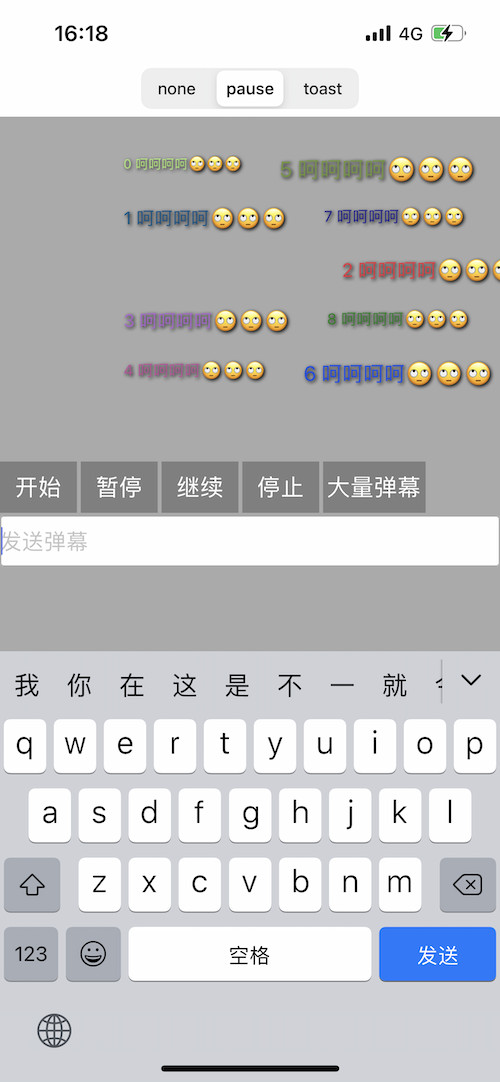 16:18
4G
none pause toast
0 呵呵呵呵🙄🙄🙄
5 呵呵呵呵🙄🙄🙄
1 呵呵呵呵🙄🙄🙄
7 呵呵呵呵🙄🙄🙄
2 呵呵呵呵🙄🙄🙄
3 呵呵呵呵🙄🙄🙄
8 呵呵呵呵🙄🙄🙄
4 呵呵呵呵🙄🙄🙄
6 呵呵呵呵🙄🙄🙄
开始 暂停 继续 停止 大量弹幕
发送弹幕
我 你 在 这 是 不 一 就
q w e r t y u i o p
a s d f g h j k l
z x c v b n m
123 空格 发送